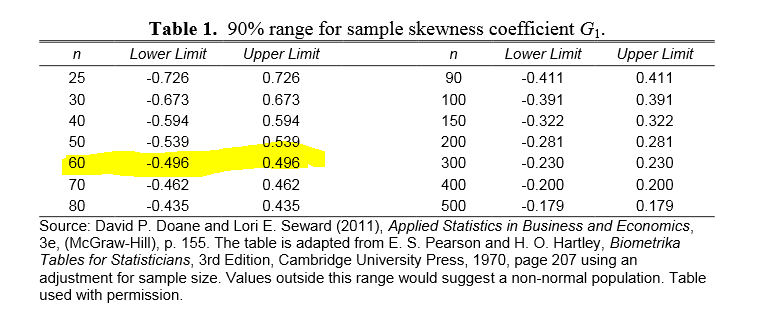 Table 1. 90% range for sample skewness coefficient G1.
n Lower Limit Upper Limit n Lower Limit Upper Limit
25 -0.726 0.726 90 -0.411 0.411
30 -0.673 0.673 100 -0.391 0.391
40 -0.594 0.594 150 -0.322 0.322
50 -0.539 0.539 200 -0.281 0.281
60 -0.496 0.496 300 -0.230 0.230
70 -0.462 0.462 400 -0.200 0.200
80 -0.435 0.435 500 -0.179 0.179
Source: David P. Doane and Lori E. Seward (2011), Applied Statistics in Business and Economics,
3e, (McGraw-Hill), p. 155. The table is adapted from E. S. Pearson and H. O. Hartley, Biometrika
Tables for Statisticians, 3rd Edition, Cambridge University Press, 1970, page 207 using an
adjustment for sample size. Values outside this range would suggest a non-normal population. Table
used with permission.